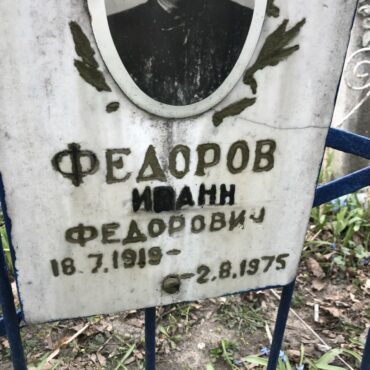 ФЕДОРОВ
ИВАНН
ФЕДОРОВИЧ
18.7.1919-
2.8.1975